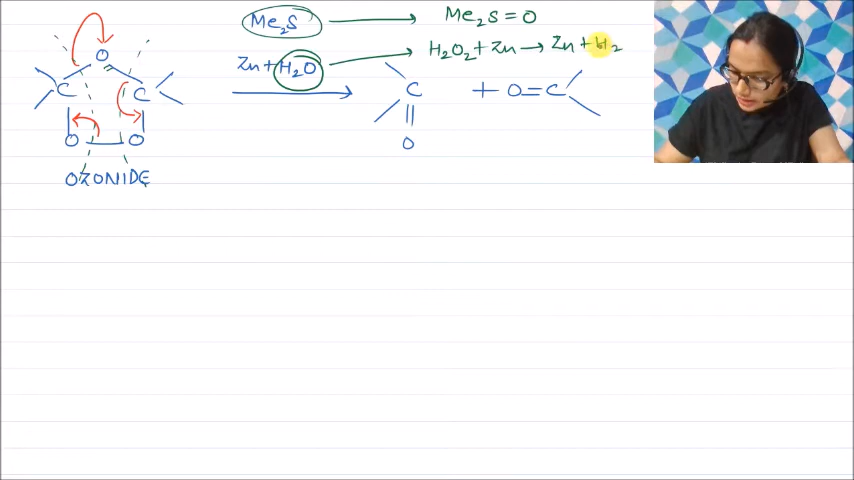 Me₂S → Me₂S = O
Zn + H₂O → H₂O₂ + Zn → Zn + H₂
O
C C
O O
OZONIDE
C + O = C
O